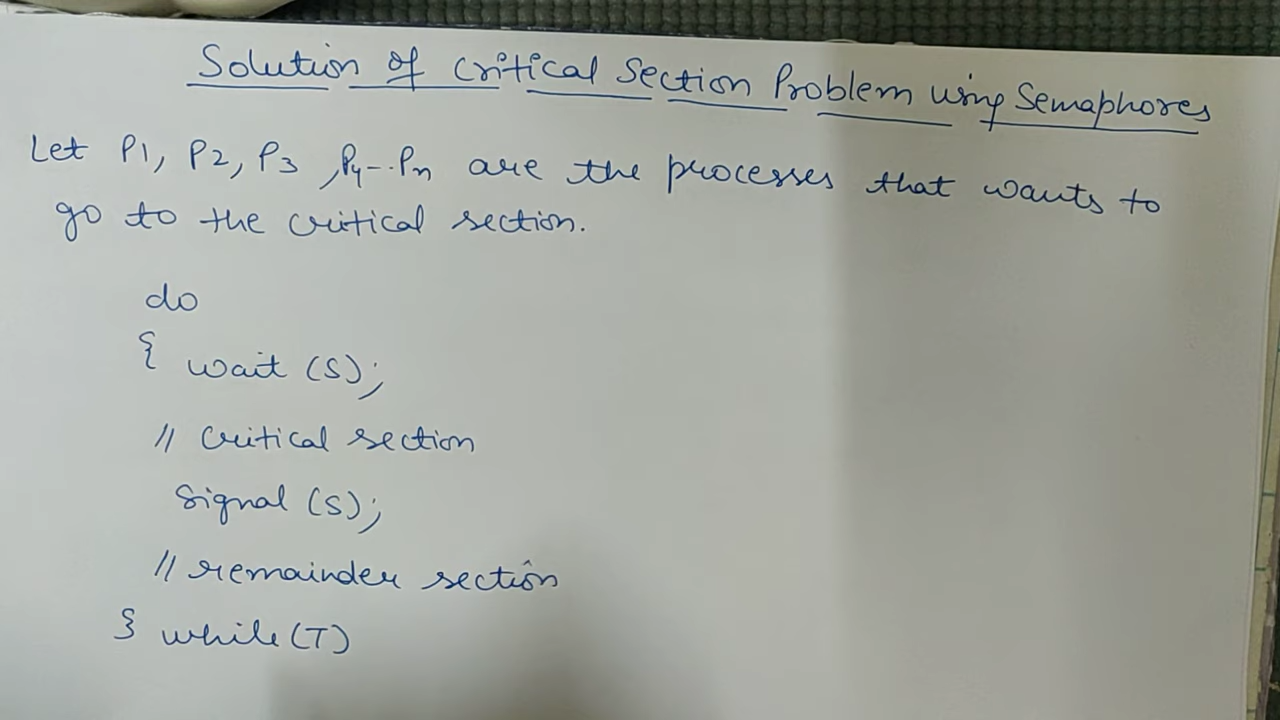 Solution of Critical Section Problem using Semaphores
Let P1, P2, P3, P4--Pn are the processes that wants to
go to the critical section.
do
{ wait (S);
// Critical section
Signal (S);
// remainder section
} while (T)